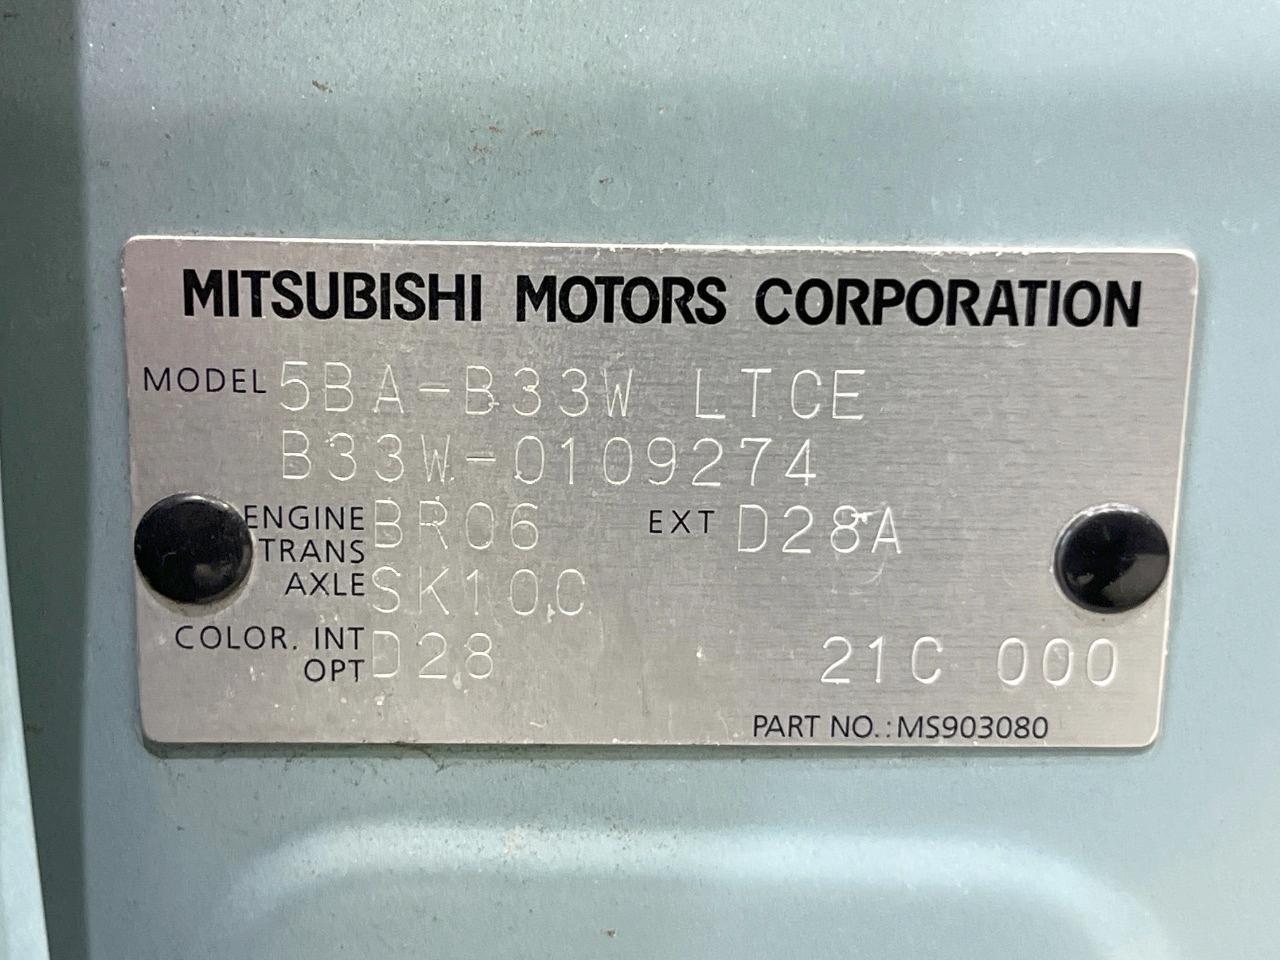 MITSUBISHI MOTORS CORPORATION
MODEL 5BA-B33W LTCE
B33W-0109274
ENGINE BR06 EXT D28A
TRANS
AXLE SK10C
COLOR. INT D28 21C 000
OPT
PART NO.:MS903080